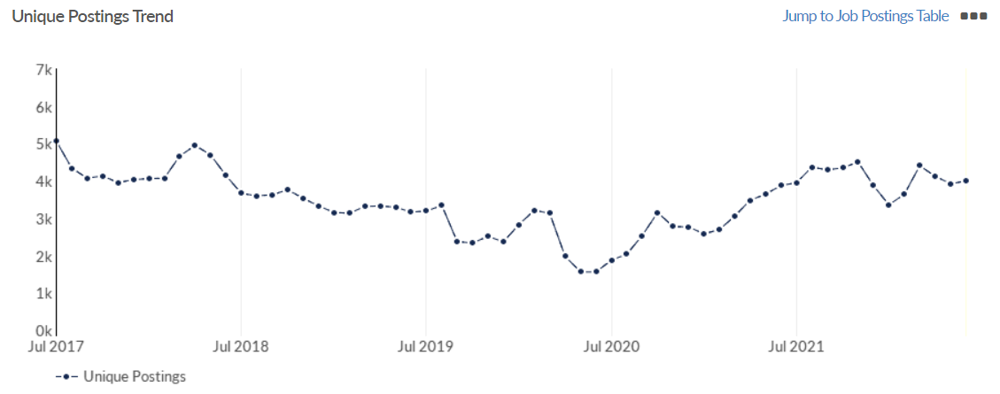 Unique Postings Trend
Jump to Job Postings Table
7k
6k
5k
4k
3k
2k
1k
0k
Jul 2017 Jul 2018 Jul 2019 Jul 2020 Jul 2021
Unique Postings